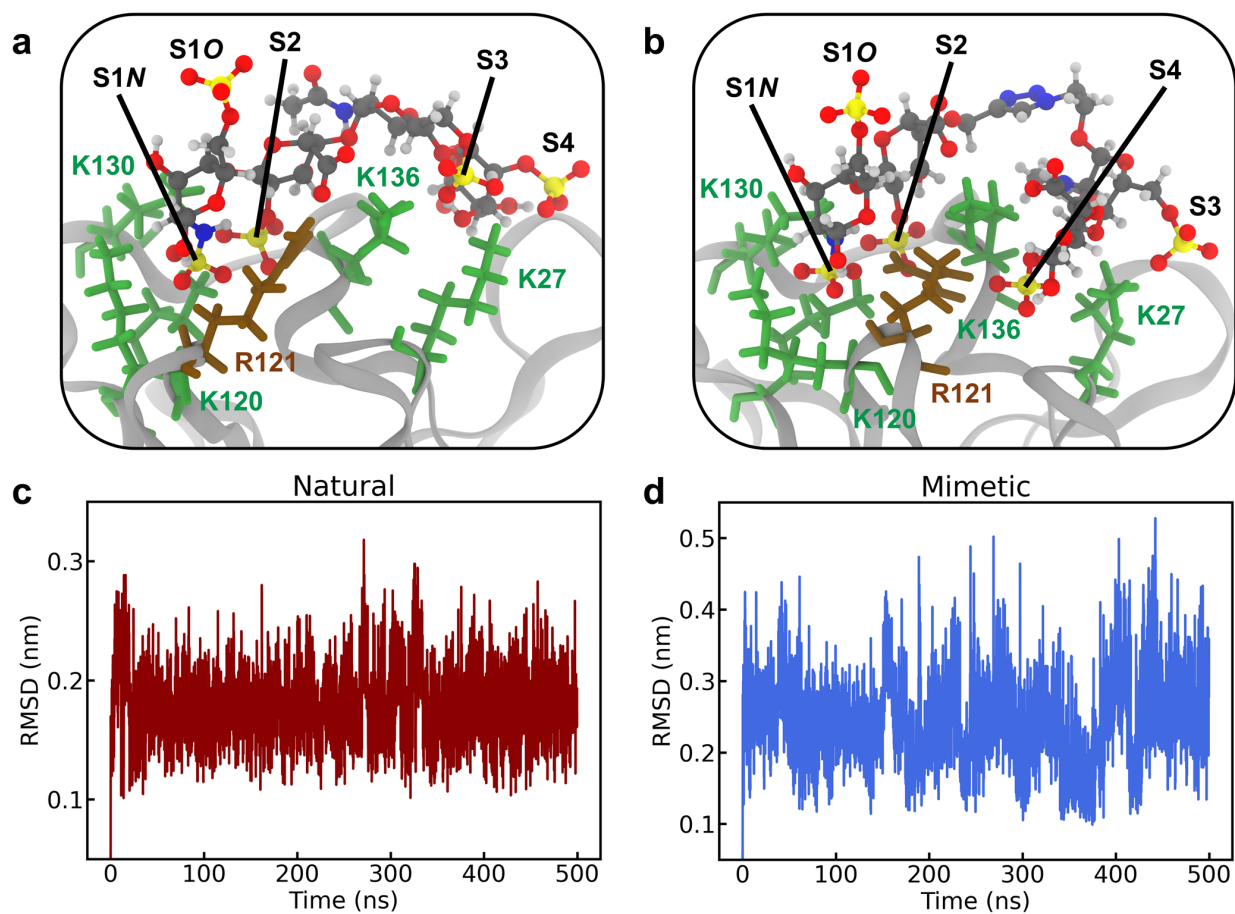 a
S1N
S1O
S2
S3
S4
K130
K136
K27
R121
K120
b
S1N
S1O
S2
S4
S3
K130
K136
K27
R121
K120
c
Natural
RMSD (nm)
0.3
0.2
0.1
0 100 200 300 400 500
Time (ns)
d
Mimetic
RMSD (nm)
0.5
0.4
0.3
0.2
0.1
0 100 200 300 400 500
Time (ns)